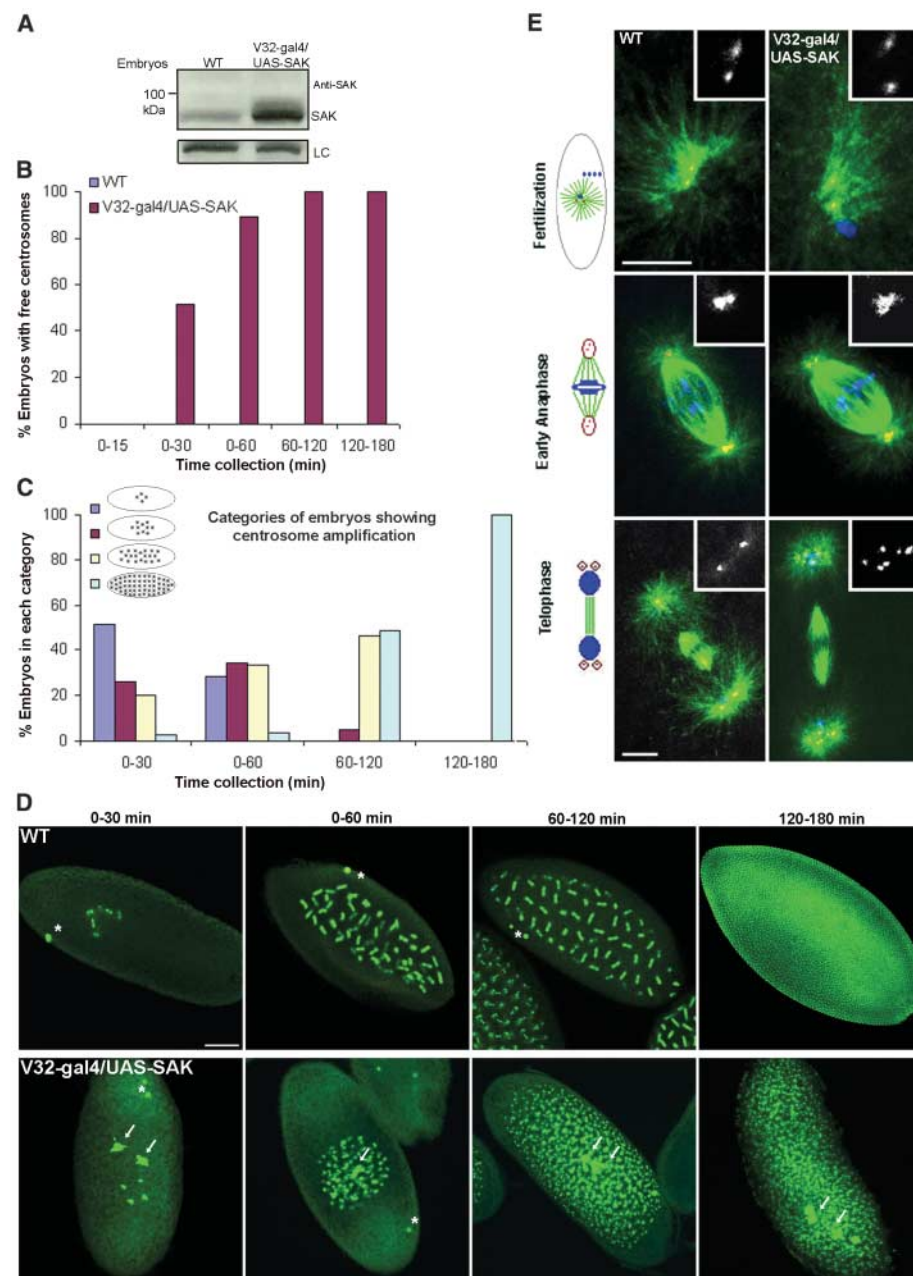 A
Embryos WT V32-gal4/
UAS-SAK
100
kDa
Anti-SAK
SAK
LC
B
WT
V32-gal4/UAS-SAK
% Embryos with free centrosomes
100
80
60
40
20
0
0-15 0-30 0-60 60-120 120-180
Time collection (min)
C
Categories of embryos showing
centrosome amplification
% Embryos in each category
100
80
60
40
20
0
0-30 0-60 60-120 120-180
Time collection (min)
D
0-30 min 0-60 min 60-120 min 120-180 min
WT
*
*
*
V32-gal4/UAS-SAK
*
*
E
WT V32-gal4/
UAS-SAK
Fertilization
Early Anaphase
Telophase